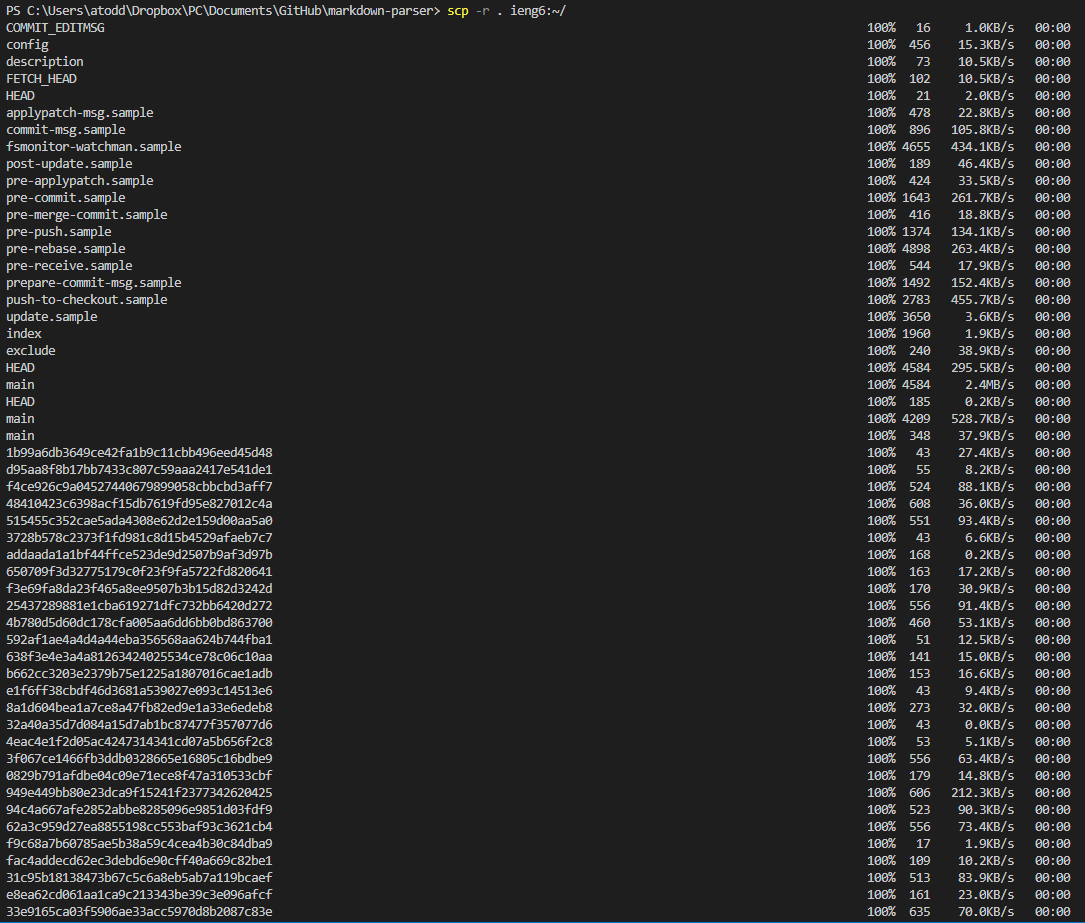 PS C:\Users\atodd\Dropbox\PC\Documents\GitHub\markdown-parser> scp -r . ieng6:~/
COMMIT_EDITMSG 100% 16 1.0KB/s 00:00
config 100% 456 15.3KB/s 00:00
description 100% 73 10.5KB/s 00:00
FETCH_HEAD 100% 102 10.5KB/s 00:00
HEAD 100% 21 2.0KB/s 00:00
applypatch-msg.sample 100% 478 22.8KB/s 00:00
commit-msg.sample 100% 896 105.8KB/s 00:00
fsmonitor-watchman.sample 100% 4655 434.1KB/s 00:00
post-update.sample 100% 189 46.4KB/s 00:00
pre-applypatch.sample 100% 424 33.5KB/s 00:00
pre-commit.sample 100% 1643 261.7KB/s 00:00
pre-merge-commit.sample 100% 416 18.8KB/s 00:00
pre-push.sample 100% 1374 134.1KB/s 00:00
pre-rebase.sample 100% 4898 263.4KB/s 00:00
pre-receive.sample 100% 544 17.9KB/s 00:00
prepare-commit-msg.sample 100% 1492 152.4KB/s 00:00
push-to-checkout.sample 100% 2783 455.7KB/s 00:00
update.sample 100% 3650 3.6KB/s 00:00
index 100% 1960 1.9KB/s 00:00
exclude 100% 240 38.9KB/s 00:00
HEAD 100% 4584 295.5KB/s 00:00
main 100% 4584 2.4MB/s 00:00
HEAD 100% 185 0.2KB/s 00:00
main 100% 4209 528.7KB/s 00:00
main 100% 348 37.9KB/s 00:00
1b99a6db3649ce42fa1b9c11cbb496eed45d48 100% 43 27.4KB/s 00:00
d95aa8f8b17bb7433c807c59aaa2417e541de1 100% 55 8.2KB/s 00:00
f4ce926c9a04527440679899058cbbcbd3aff7 100% 524 88.1KB/s 00:00
48410423c6398acf15db7619fd95e827012c4a 100% 608 36.0KB/s 00:00
515455c352cae5ada4308e62d2e159d00aa5a0 100% 551 93.4KB/s 00:00
3728b578c2373f1fd981c8d15b4529afaeb7c7 100% 43 6.6KB/s 00:00
addaada1a1bf44ffce523de9d2507b9af3d97b 100% 168 0.2KB/s 00:00
650709f3d32775179c0f23f9fa5722fd820641 100% 163 17.2KB/s 00:00
f3e69fa8da23f465a8ee9507b3b15d82d3242d 100% 170 30.9KB/s 00:00
25437289881e1cba619271dfc732bb6420d272 100% 556 91.4KB/s 00:00
4b780d5d60dc178cfa005aa6dd6bb0bd863700 100% 460 53.1KB/s 00:00
592af1ae4a4d4a44eba356568aa624b744fba1 100% 51 12.5KB/s 00:00
638f3e4e3a4a81263424025534ce78c06c10aa 100% 141 15.0KB/s 00:00
b662cc3203e2379b75e1225a1807016cae1adb 100% 153 16.6KB/s 00:00
e1f6ff38cbdf46d3681a539027e093c14513e6 100% 43 9.4KB/s 00:00
8a1d604bea1a7ce8a47fb82ed9e1a33e6edeb8 100% 273 32.0KB/s 00:00
32a40a35d7d084a15d7ab1bc87477f357077d6 100% 43 0.0KB/s 00:00
4eac4e1f2d05ac4247314341cd07a5b656f2c8 100% 53 5.1KB/s 00:00
3f067ce1466fb3ddb0328665e16805c16bdbe9 100% 556 63.4KB/s 00:00
0829b791afdbe04c09e71ece8f47a310533cbf 100% 179 14.8KB/s 00:00
949e449bb80e23dca9f15241f2377342620425 100% 606 212.3KB/s 00:00
94c4a667afe2852abbe8285096e9851d03fdf9 100% 523 90.3KB/s 00:00
62a3c959d27ea8855198cc553baf93c3621cb4 100% 556 73.4KB/s 00:00
f9c68a7b60785ae5b38a59c4cea4b30c84dba9 100% 17 1.9KB/s 00:00
fac4addecd62ec3debd6e90cff40a669c82be1 100% 109 10.2KB/s 00:00
31c95b18138473b67c5c6a8eb5ab7a119bcaef 100% 513 83.9KB/s 00:00
e8ea62cd061aa1ca9c213343be39c3e096afcf 100% 161 23.0KB/s 00:00
33e9165ca03f5906ae33acc5970d8b2087c83e 100% 635 70.0KB/s 00:00